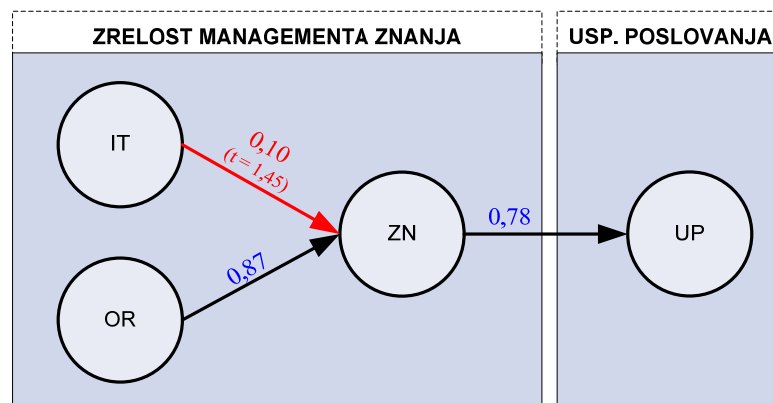 ZRELOST MANAGEMENTA ZNANJA
USP. POSLOVANJA
IT
0,10
(t = 1,45)
ZN
0,78
UP
0,87
OR